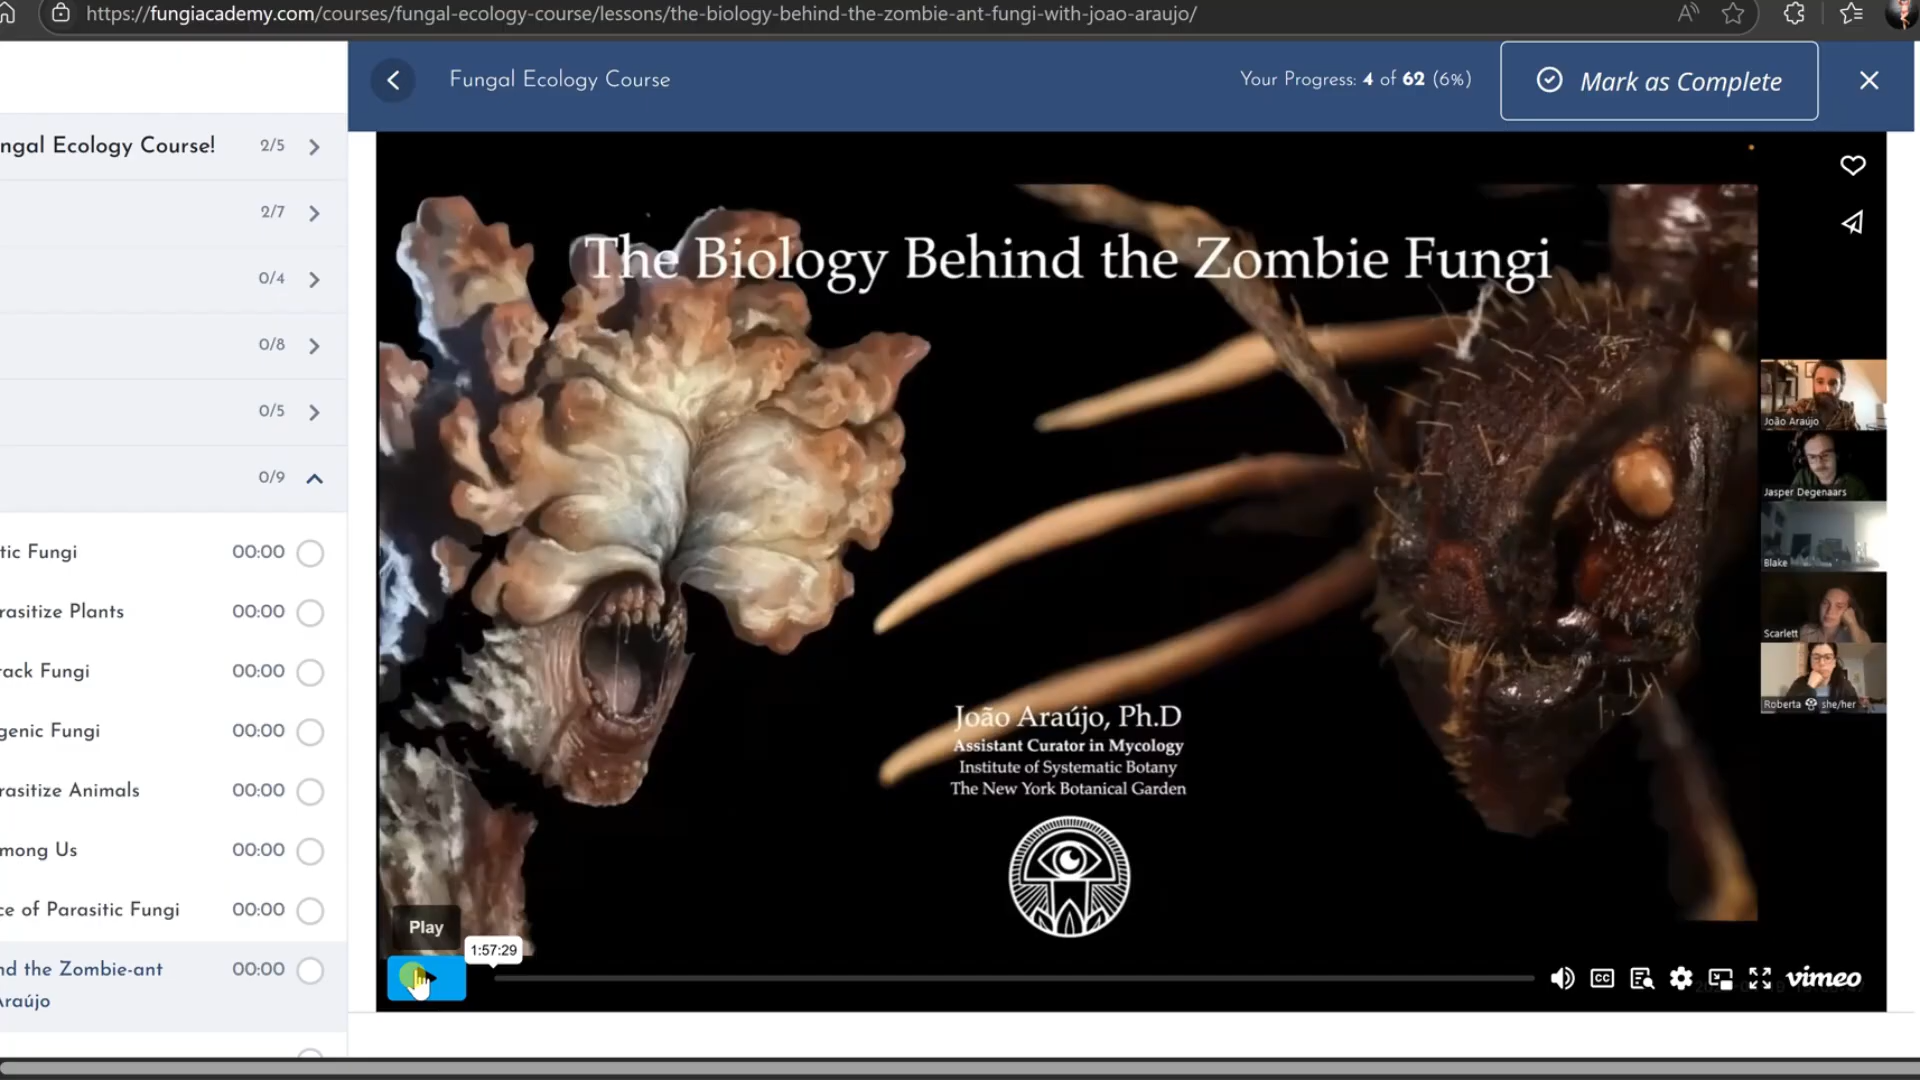 https://fungiacademy.com/courses/fungal-ecology-course/lessons/the-biology-behind-the-zombie-ant-fungi-with-joao-araujo/
Fungal Ecology Course
Your Progress: 4 of 62 (6%)
Mark as Complete
ngal Ecology Course! 2/5
2/7
0/4
0/8
0/5
0/9
tic Fungi 00:00
rasitize Plants 00:00
rack Fungi 00:00
genic Fungi 00:00
rasitize Animals 00:00
mong Us 00:00
ce of Parasitic Fungi 00:00
nd the Zombie-ant 00:00
Araújo
The Biology Behind the Zombie Fungi
João Araújo, Ph.D
Assistant Curator in Mycology
Institute of Systematic Botany
The New York Botanical Garden
João Araújo
Jasper Degenaars
Blake
Scarlett
Roberta she/her
Play
1:57:29
CC
vimeo